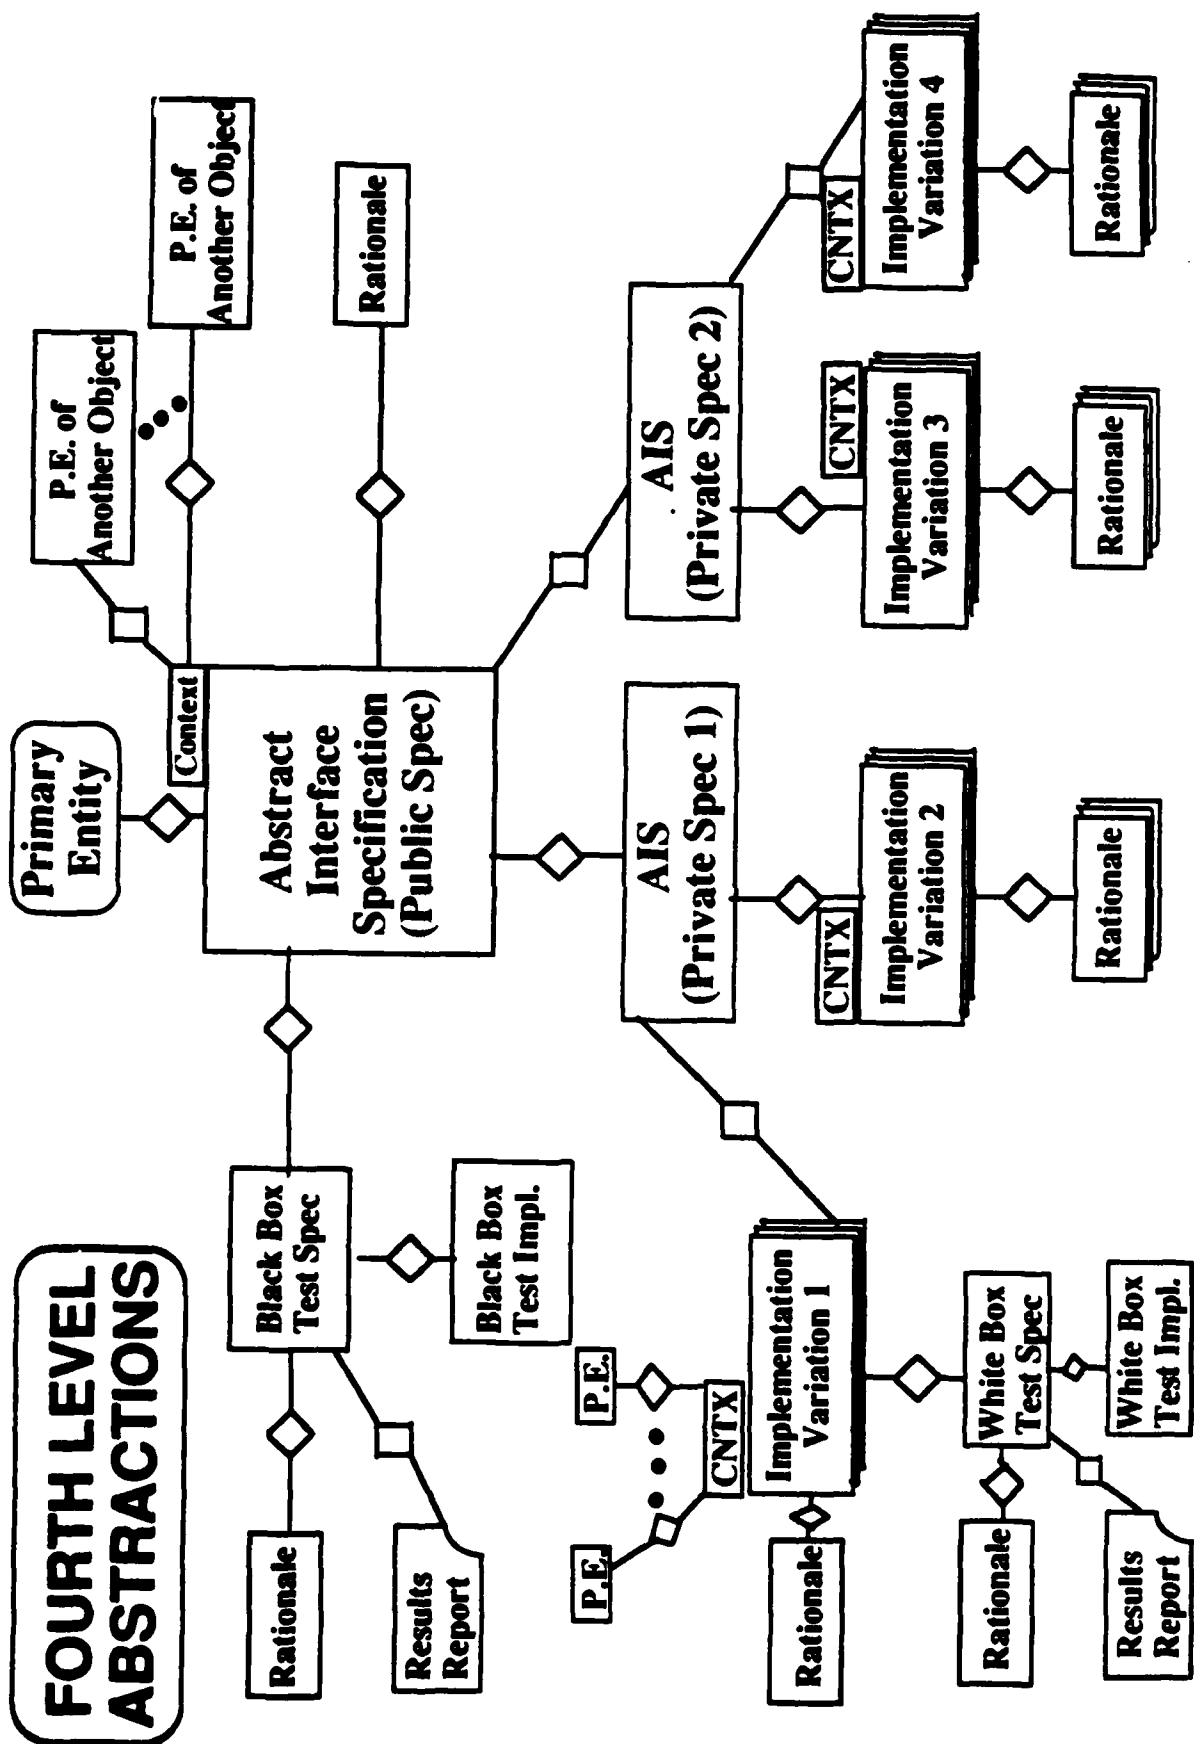 FOURTH LEVEL
ABSTRACTIONS
Primary
Entity
Context
P.E. of
Another Object
P.E. of
Another Object
Rationale
Abstract
Interface
Specification
(Public Spec)
Black Box
Test Spec
Rationale
Results
Report
Black Box
Test Impl.
AIS
(Private Spec 1)
AIS
(Private Spec 2)
P.E.
P.E.
CNTX
Implementation
Variation 1
Rationale
CNTX
Implementation
Variation 2
Rationale
CNTX
Implementation
Variation 3
Rationale
CNTX
Implementation
Variation 4
Rationale
White Box
Test Spec
Rationale
Results
Report
White Box
Test Impl.